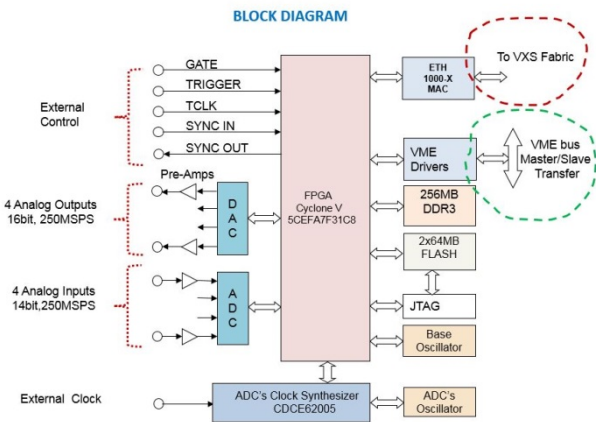 BLOCK DIAGRAM
GATE
TRIGGER
TCLK
SYNC IN
SYNC OUT
External
Control
Pre-Amps
4 Analog Outputs
16bit, 250MSPS
D
A
C
4 Analog Inputs
14bit,250MSPS
A
D
C
External Clock
FPGA
Cyclone V
5CEFA7F31C8
ADC's Clock Synthesizer
CDCE62005
ETH
1000-X
MAC
To VXS Fabric
VME
Drivers
VME bus
Master/Slave
Transfer
256MB
DDR3
2x64MB
FLASH
JTAG
Base
Oscillator
ADC's
Oscillator